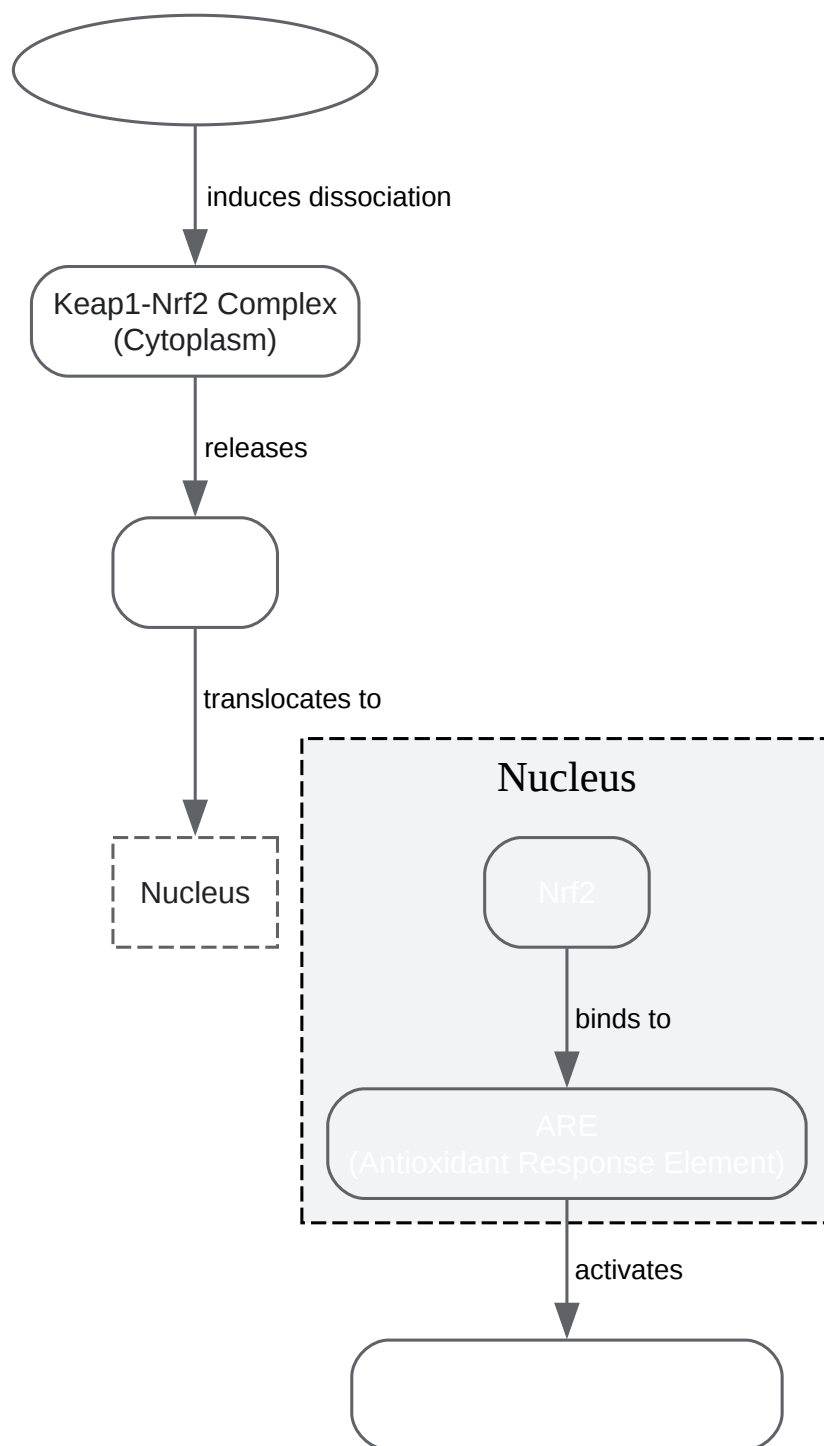 induces dissociation
Keap1-Nrf2 Complex
(Cytoplasm)
releases
translocates to
Nucleus
Nucleus
Nrf2
binds to
ARE
(Antioxidant Response Element)
activates